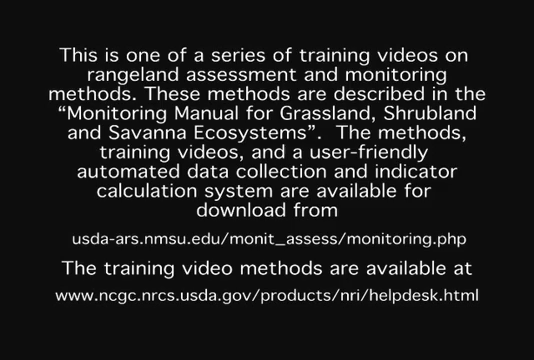 This is one of a series of training videos on
rangeland assessment and monitoring
methods. These methods are described in the
“Monitoring Manual for Grassland, Shrubland
and Savanna Ecosystems”.  The methods,
training videos, and a user-friendly
automated data collection and indicator
calculation system are available for
download from
usda-ars.nmsu.edu/monit_assess/monitoring.php
The training video methods are available at
www.ncgc.nrcs.usda.gov/products/nri/helpdesk.html